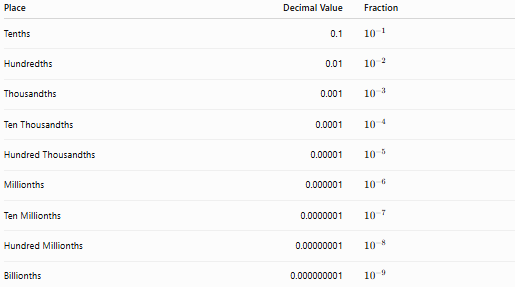 Place Decimal Value Fraction
Tenths 0.1 10⁻¹
Hundredths 0.01 10⁻²
Thousandths 0.001 10⁻³
Ten Thousandths 0.0001 10⁻⁴
Hundred Thousandths 0.00001 10⁻⁵
Millionths 0.000001 10⁻⁶
Ten Millionths 0.0000001 10⁻⁷
Hundred Millionths 0.00000001 10⁻⁸
Billionths 0.000000001 10⁻⁹